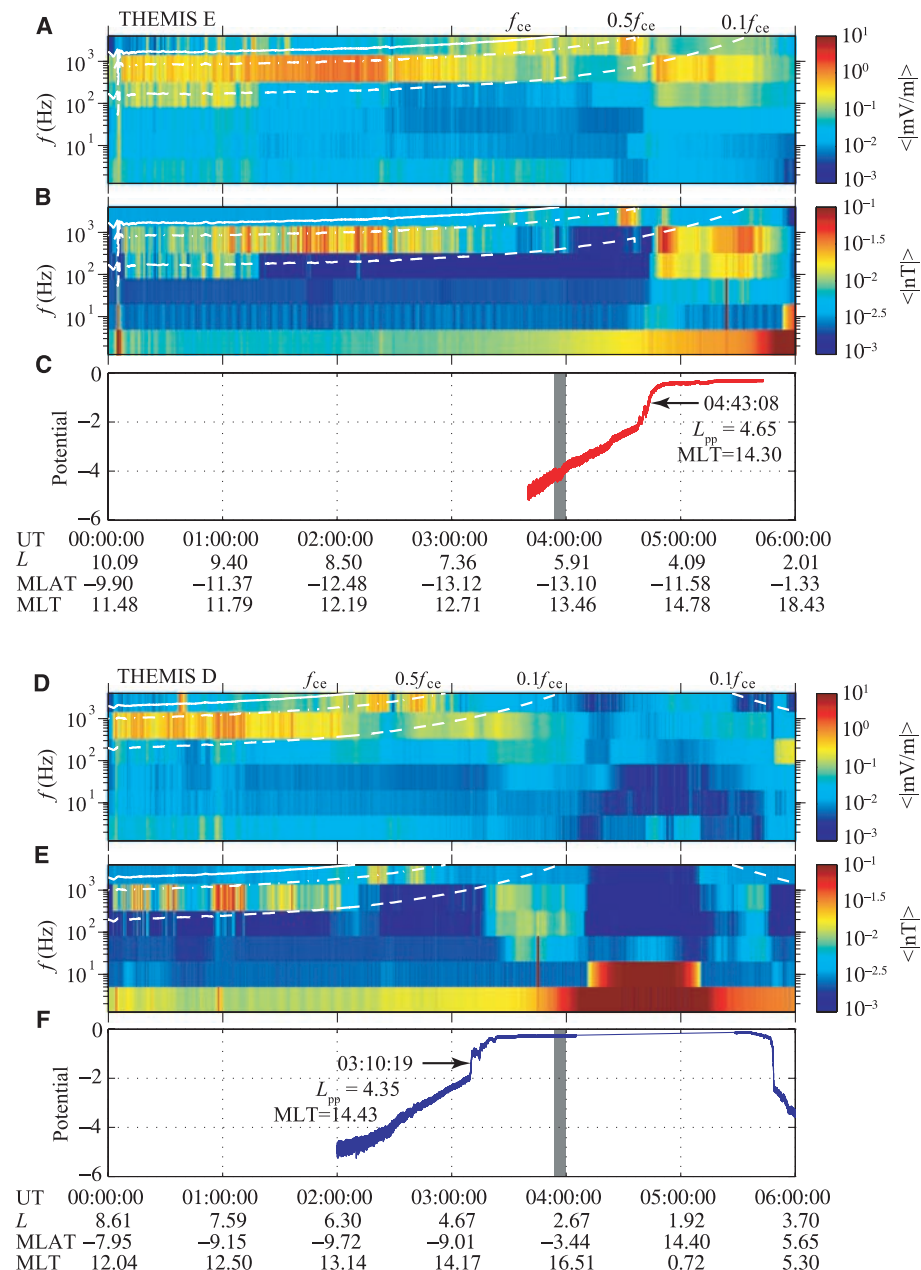 A THEMIS E f_ce 0.5f_ce 0.1f_ce
f (Hz)
10^3
10^2
10^1
10^1
10^0
10^−1
10^−2
10^−3
<|mV/m|>
B
f (Hz)
10^3
10^2
10^1
10^−1
10^−1.5
10^−2
10^−2.5
10^−3
<|nT|>
C
Potential
0
−2
−4
−6
04:43:08
L_pp = 4.65
MLT=14.30
UT 00:00:00 01:00:00 02:00:00 03:00:00 04:00:00 05:00:00 06:00:00
L 10.09 9.40 8.50 7.36 5.91 4.09 2.01
MLAT −9.90 −11.37 −12.48 −13.12 −13.10 −11.58 −1.33
MLT 11.48 11.79 12.19 12.71 13.46 14.78 18.43
D THEMIS D f_ce 0.5f_ce 0.1f_ce 0.1f_ce
f (Hz)
10^3
10^2
10^1
10^1
10^0
10^−1
10^−2
10^−3
<|mV/m|>
E
f (Hz)
10^3
10^2
10^1
10^−1
10^−1.5
10^−2
10^−2.5
10^−3
<|nT|>
F
Potential
0
−2
−4
−6
03:10:19
L_pp = 4.35
MLT=14.43
UT 00:00:00 01:00:00 02:00:00 03:00:00 04:00:00 05:00:00 06:00:00
L 8.61 7.59 6.30 4.67 2.67 1.92 3.70
MLAT −7.95 −9.15 −9.72 −9.01 −3.44 14.40 5.65
MLT 12.04 12.50 13.14 14.17 16.51 0.72 5.30